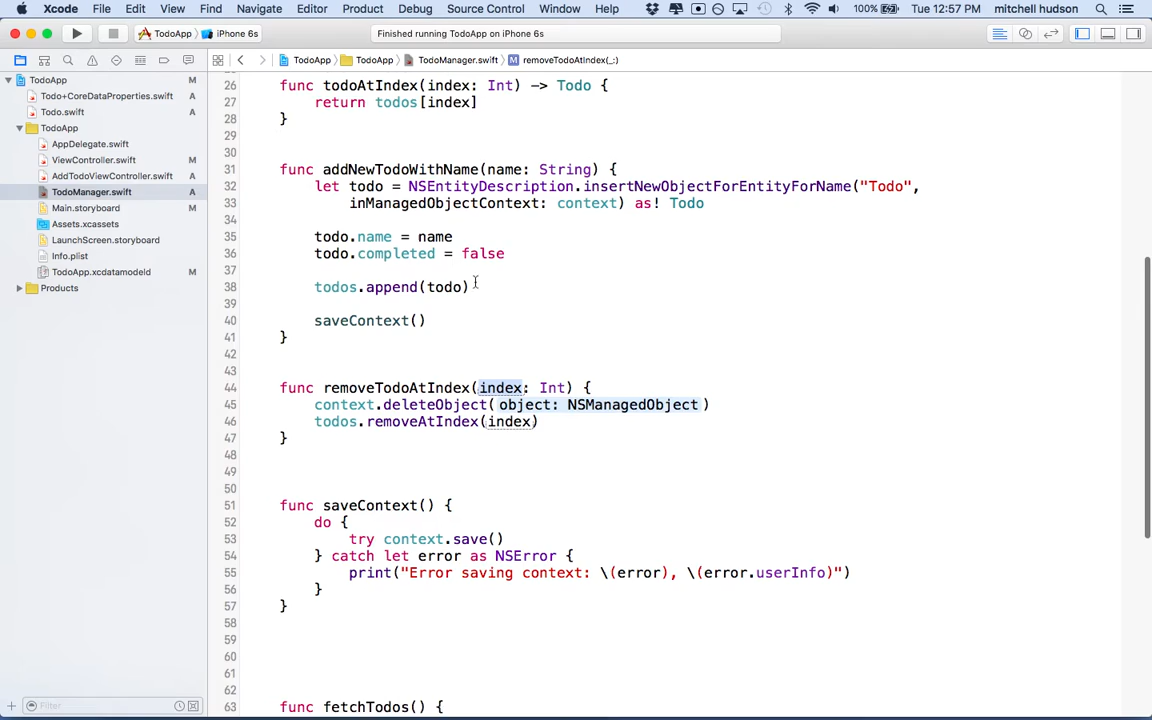 Xcode File Edit View Find Navigate Editor Product Debug Source Control Window Help 100% Tue 12:57 PM mitchell hudson
TodoApp iPhone 6s Finished running TodoApp on iPhone 6s
TodoApp TodoApp TodoManager.swift removeTodoAtIndex(_:)
TodoApp M
Todo+CoreDataProperties.swift A
Todo.swift A
TodoApp
AppDelegate.swift
ViewController.swift M
AddTodoViewController.swift A
TodoManager.swift A
Main.storyboard M
Assets.xcassets
LaunchScreen.storyboard
Info.plist
TodoApp.xcdatamodeld M
Products
Filter
26 func todoAtIndex(index: Int) -> Todo {
27 return todos[index]
28 }
29
30
31 func addNewTodoWithName(name: String) {
32 let todo = NSEntityDescription.insertNewObjectForEntityForName("Todo",
33 inManagedObjectContext: context) as! Todo
34
35 todo.name = name
36 todo.completed = false
37
38 todos.append(todo)
39
40 saveContext()
41 }
42
43
44 func removeTodoAtIndex(index: Int) {
45 context.deleteObject(object: NSManagedObject)
46 todos.removeAtIndex(index)
47 }
48
49
50
51 func saveContext() {
52 do {
53 try context.save()
54 } catch let error as NSError {
55 print("Error saving context: \(error), \(error.userInfo)")
56 }
57 }
58
59
60
61
62
63 func fetchTodos() {